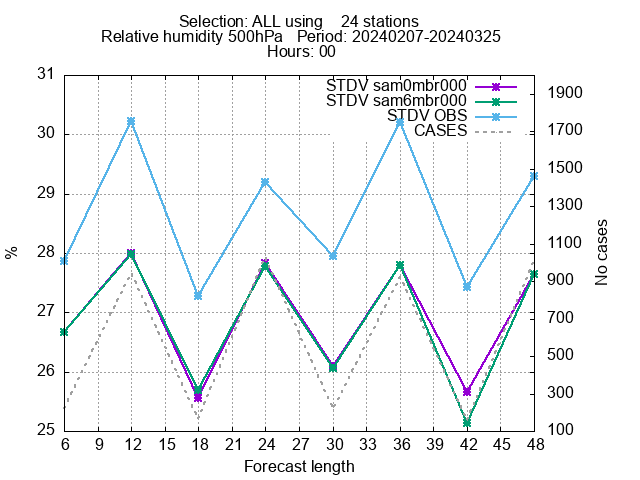 Selection: ALL using    24 stations
Relative humidity 500hPa   Period: 20240207-20240325
Hours: 00
STDV sam0mbr000
STDV sam6mbr000
STDV OBS
CASES
31
30
29
28
27
26
25
%
1900
1700
1500
1300
1100
900
700
500
300
100
No cases
6 9 12 15 18 21 24 27 30 33 36 39 42 45 48
Forecast length